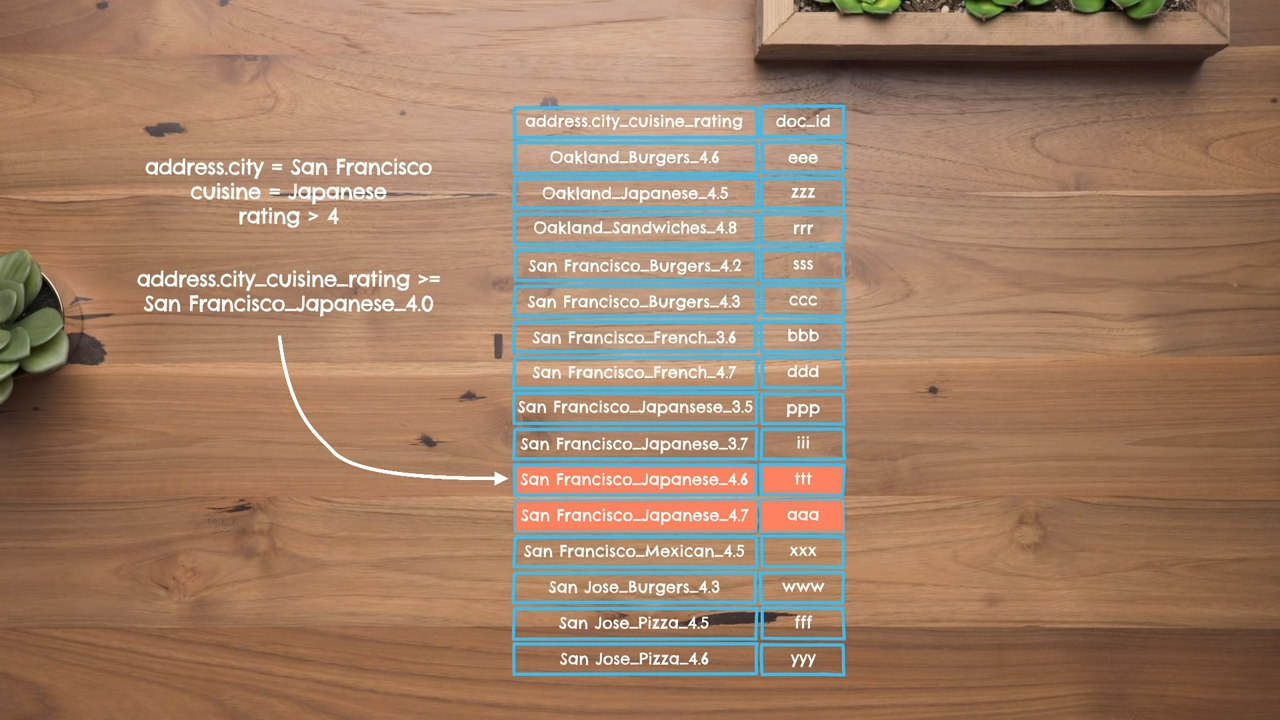 address.city = San Francisco
cuisine = Japanese
rating > 4
address.city_cuisine_rating >=
San Francisco_Japanese_4.0
address.city_cuisine_rating doc_id
Oakland_Burgers_4.6 eee
Oakland_Japanese_4.5 zzz
Oakland_Sandwiches_4.8 rrr
San Francisco_Burgers_4.2 sss
San Francisco_Burgers_4.3 ccc
San Francisco_French_3.6 bbb
San Francisco_French_4.7 ddd
San Francisco_Japansese_3.5 ppp
San Francisco_Japanese_3.7 iii
San Francisco_Japanese_4.6 ttt
San Francisco_Japanese_4.7 aaa
San Francisco_Mexican_4.5 xxx
San Jose_Burgers_4.3 www
San Jose_Pizza_4.5 fff
San Jose_Pizza_4.6 yyy